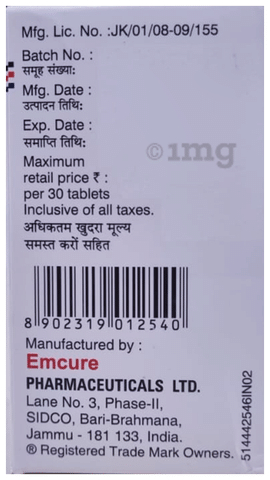 Mfg. Lic. No. :JK/01/08-09/155
Batch No. :
समूह संख्या:
Mfg. Date :
उत्पादन तिथि:
Exp. Date :
समाप्ति तिथि:
Maximum
retail price ₹ :
per 30 tablets
Inclusive of all taxes.
अधिकतम खुदरा मूल्य
समस्त करों सहित
©1mg
8 902319 012540
Manufactured by :
Emcure
PHARMACEUTICALS LTD.
Lane No. 3, Phase-II,
SIDCO, Bari-Brahmana,
Jammu - 181 133, India.
® Registered Trade Mark Owners.
514442546IN02